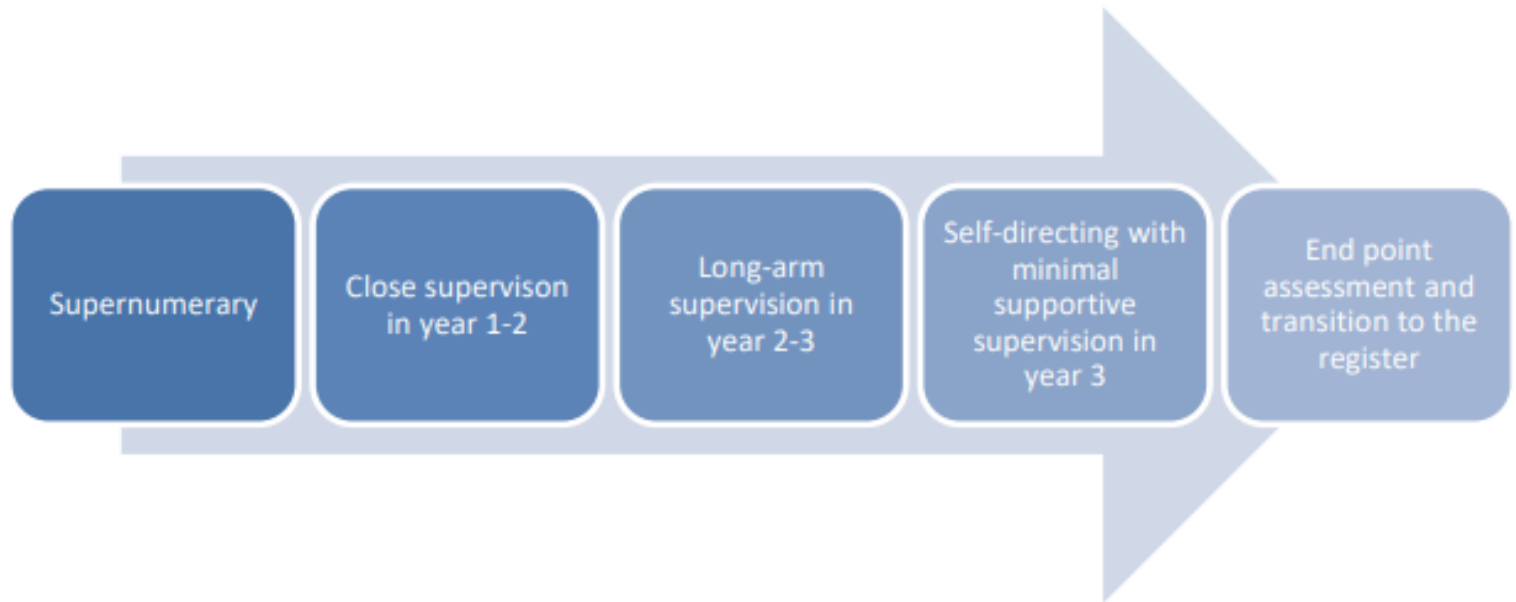 Supernumerary
Close supervison
in year 1-2
Long-arm
supervision in
year 2-3
Self-directing with
minimal
supportive
supervision in
year 3
End point
assessment and
transition to the
register